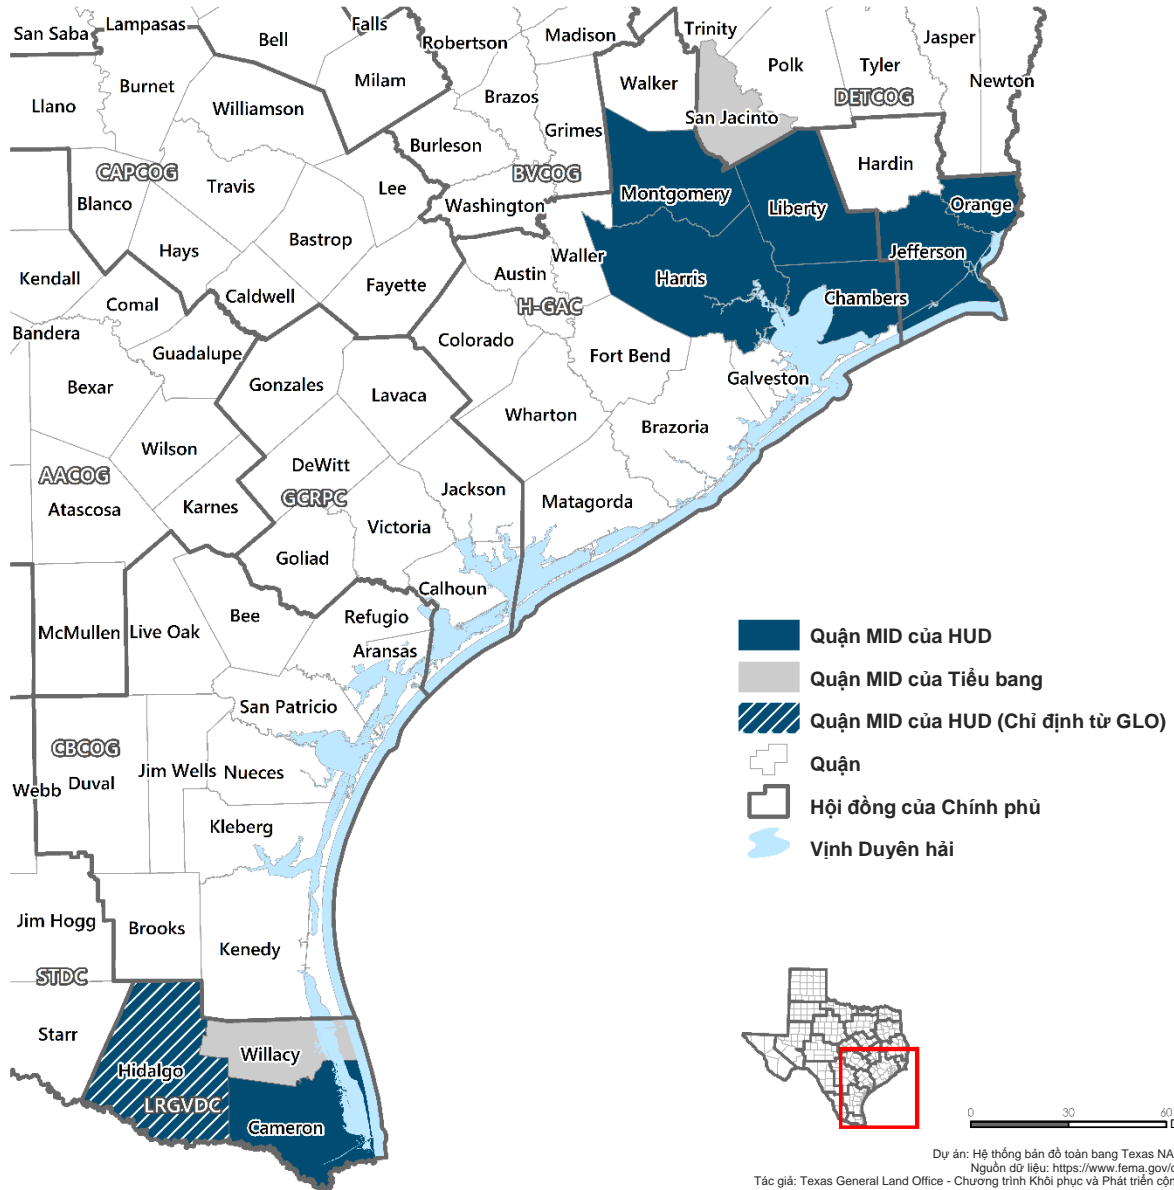 San Saba
Lampasas
Bell
Falls
Robertson
Madison
Trinity
Jasper
Newton
Llano
Burnet
Williamson
Milam
Brazos
Walker
Polk
Tyler
DETCOG
Grimes
San Jacinto
Burleson
Hardin
CAPCOG
Travis
Lee
BVCOG
Blanco
Washington
Montgomery
Liberty
Orange
Hays
Bastrop
Waller
Austin
Jefferson
Kendall
Comal
Caldwell
Fayette
H-GAC
Harris
Chambers
Bandera
Guadalupe
Colorado
Fort Bend
Galveston
Bexar
Gonzales
Lavaca
Wharton
Brazoria
Wilson
AACOG
Atascosa
Karnes
DeWitt
GCRPC
Jackson
Matagorda
Victoria
Goliad
Calhoun
McMullen
Live Oak
Bee
Refugio
Aransas
San Patricio
CBCOG
Webb
Duval
Jim Wells
Nueces
Kleberg
Jim Hogg
Brooks
Kenedy
STDC
Starr
Hidalgo
Willacy
LRGVDC
Cameron
Quận MID của HUD
Quận MID của Tiểu bang
Quận MID của HUD (Chỉ định từ GLO)
Quận
Hội đồng của Chính phủ
Vịnh Duyên hải
0 30 60
Dự án: Hệ thống bản đồ toàn bang Texas NA
Nguồn dữ liệu: https://www.fema.gov/
Tác giả: Texas General Land Office - Chương trình Khôi phục và Phát triển